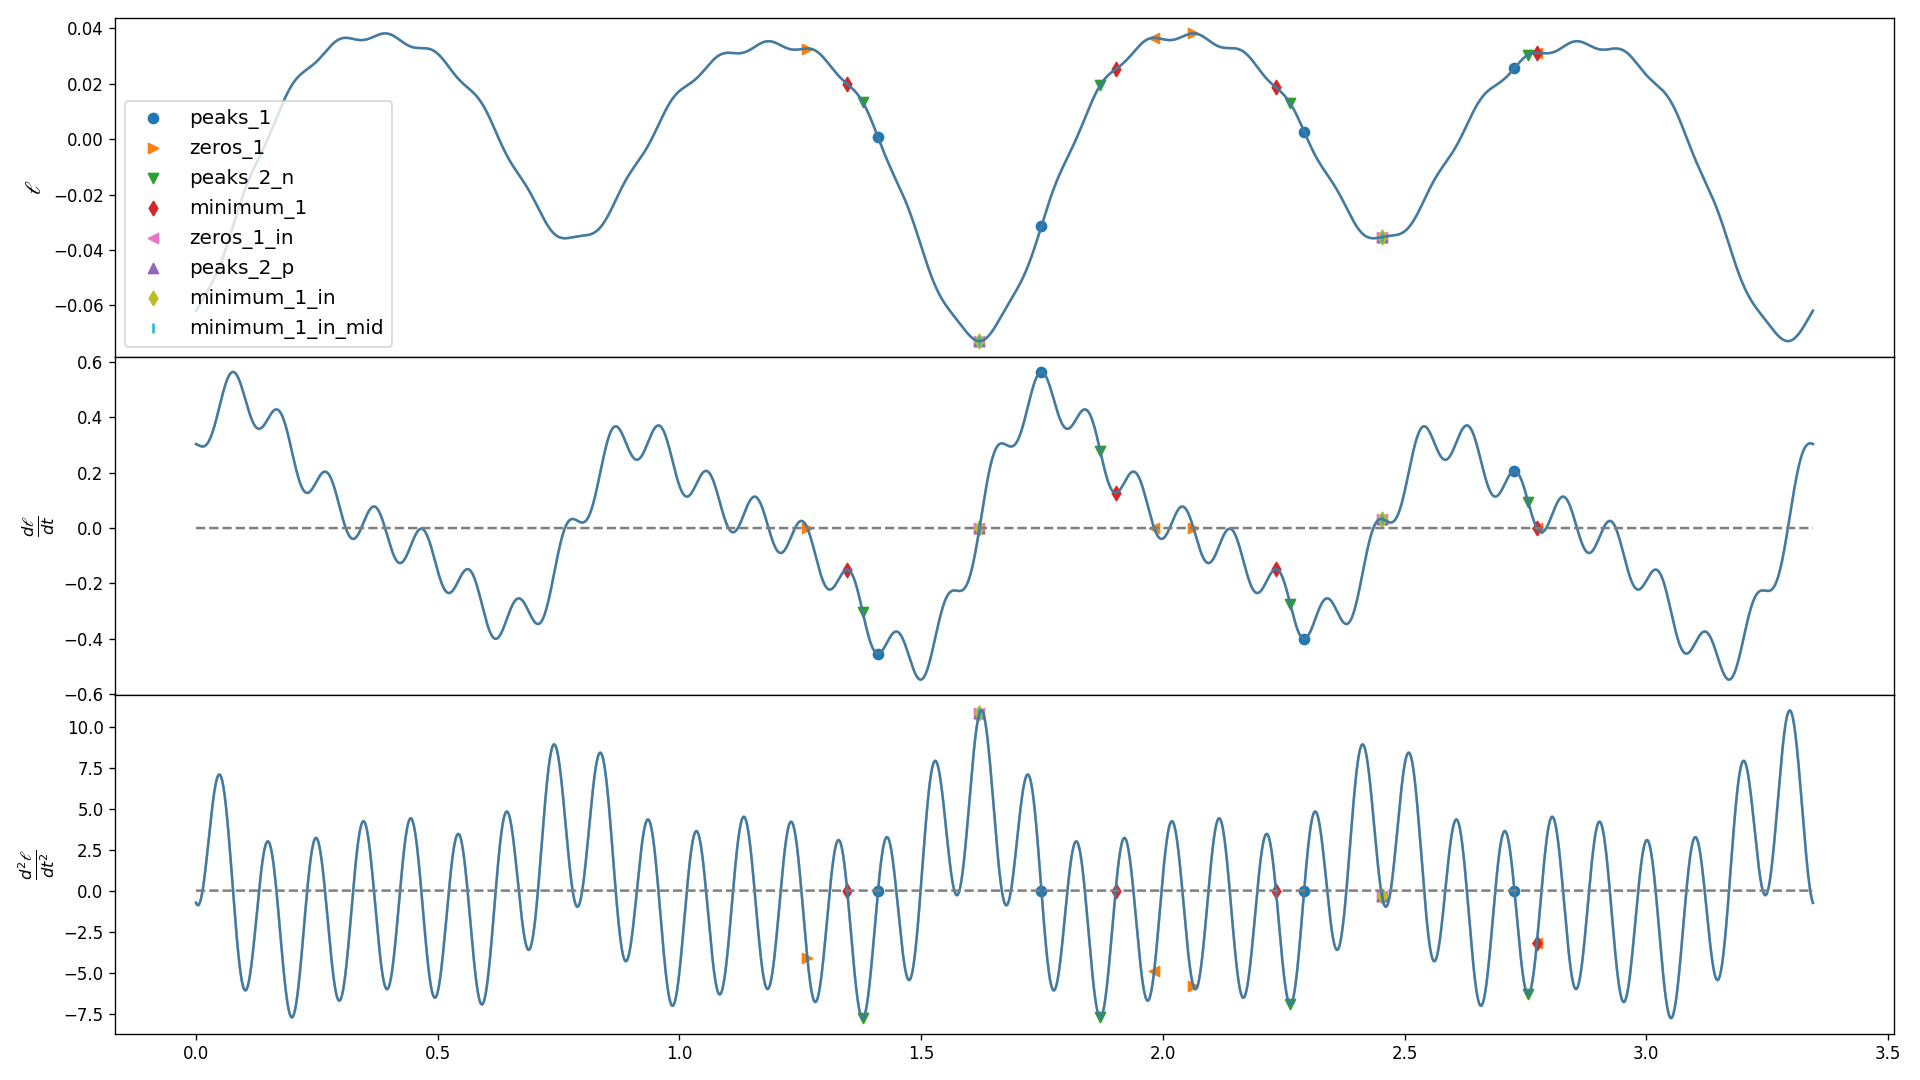 0.04
0.02
0.00
−0.02
−0.04
−0.06
ℓ
peaks_1
zeros_1
peaks_2_n
minimum_1
zeros_1_in
peaks_2_p
minimum_1_in
minimum_1_in_mid
0.6
0.4
0.2
0.0
−0.2
−0.4
−0.6
dℓ
dt
10.0
7.5
5.0
2.5
0.0
−2.5
−5.0
−7.5
d²ℓ
dt²
0.0 0.5 1.0 1.5 2.0 2.5 3.0 3.5